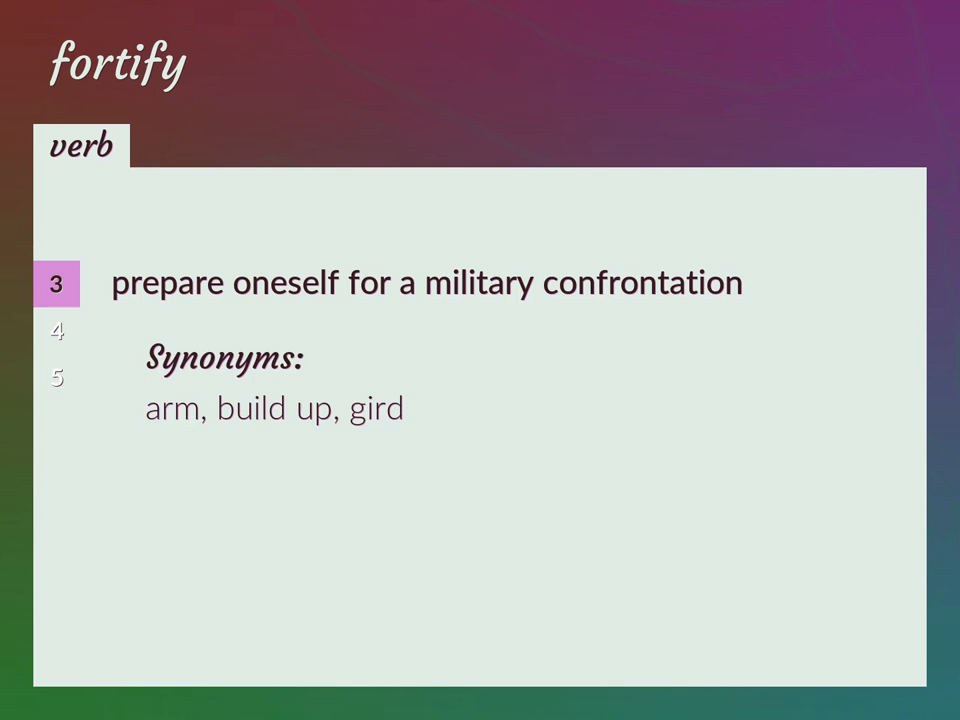 fortify
verb
3 prepare oneself for a military confrontation
4
Synonyms:
5
arm, build up, gird